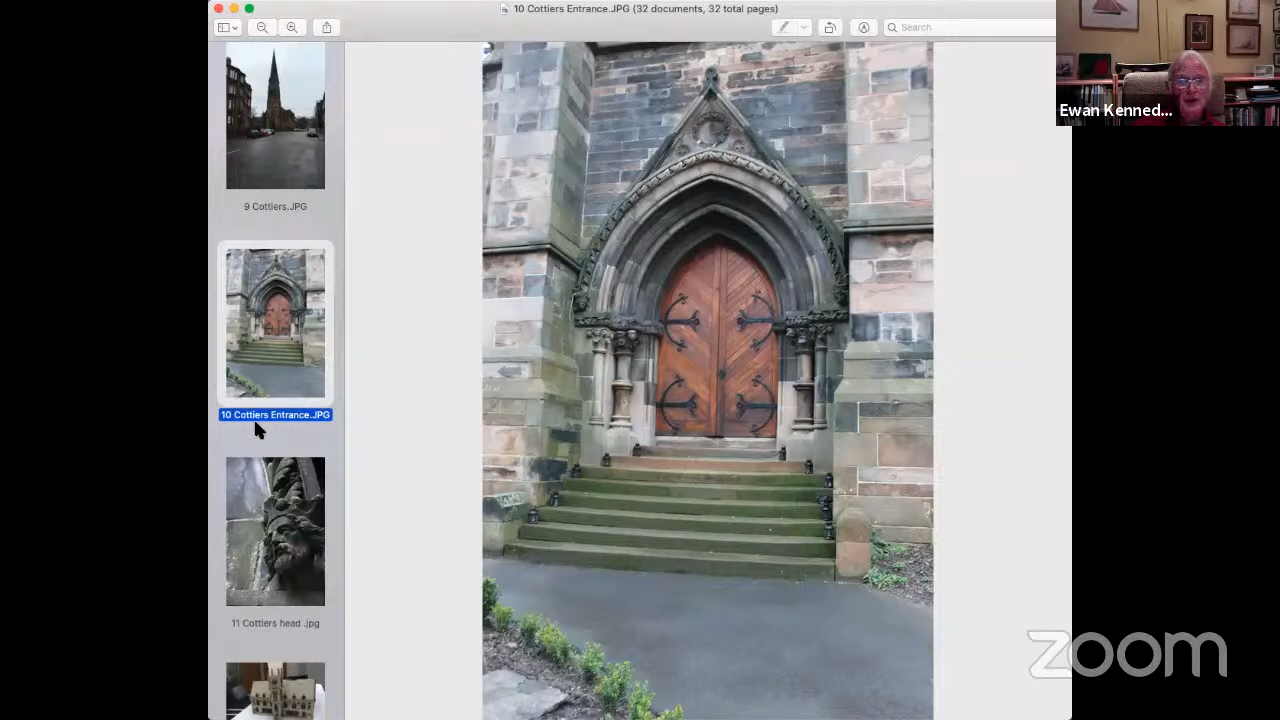 10 Cottiers Entrance.JPG (32 documents, 32 total pages)
Search
Ewan Kenned...
9 Cottiers.JPG
10 Cottiers Entrance.JPG
11 Cottiers head .jpg
zoom